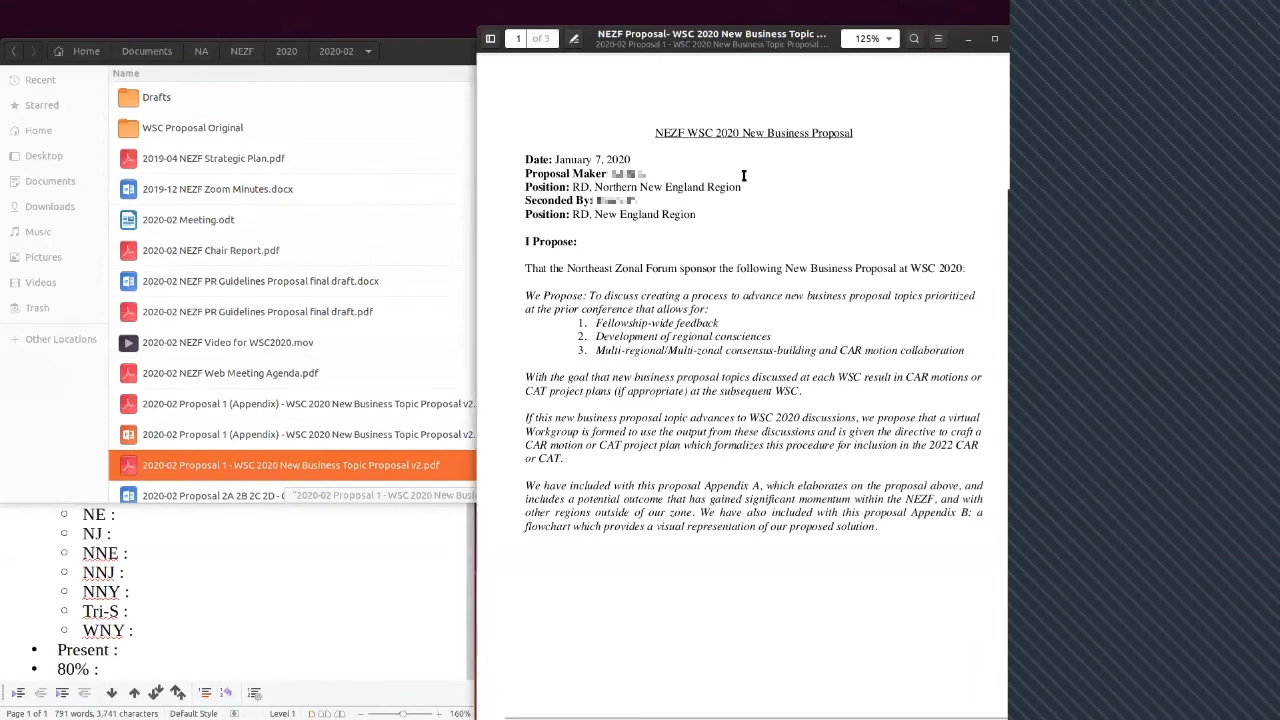 Home Documents NA NEZF 2020 2020-02
Recent
Starred
Home
Desktop
Documents
Downloads
Music
Pictures
Videos
Trash
Other Locations
Name
Drafts
WSC Proposal Original
2019-04 NEZF Strategic Plan.pdf
2019-12 NEZF Zoom Minutes.docx
2020-02 Meeting.odt
2020-02 NEZF Chair Report.pdf
2020-02 NEZF PR Guidelines Proposal final draft.docx
2020-02 NEZF PR Guidelines Proposal final draft.pdf
2020-02 NEZF Video for WSC2020.mov
2020-02 NEZF Web Meeting Agenda.pdf
2020-02 Proposal 1 (Appendix) - WSC 2020 New Business Topic Proposal v2.
2020-02 Proposal 1 (Appendix) - WSC 2020 New Business Topic Proposal v2.
2020-02 Proposal 1 - WSC 2020 New Business Topic Proposal v2.pdf
2020-02 Proposal 2A 2B 2C 2D - 
"2020-02 Proposal 1 - WSC 2020 New Busi
NE :
NJ :
NNE :
NNJ :
NNY :
Tri-S :
WNY :
Present :
80% :
Page 1 of 1 791 words, 3,741 characters Default Style Level 1 160%
1 of 3
NEZF Proposal- WSC 2020 New Business Topic ...
2020-02 Proposal 1 - WSC 2020 New Business Topic Proposal ...
125%
NEZF WSC 2020 New Business Proposal
Date: January 7, 2020
Proposal Maker
Position: RD, Northern New England Region
Seconded By:
Position: RD, New England Region
I Propose:
That the Northeast Zonal Forum sponsor the following New Business Proposal at WSC 2020:
We Propose: To discuss creating a process to advance new business proposal topics prioritized
at the prior conference that allows for:
1. Fellowship-wide feedback
2. Development of regional consciences
3. Multi-regional/Multi-zonal consensus-building and CAR motion collaboration
With the goal that new business proposal topics discussed at each WSC result in CAR motions or
CAT project plans (if appropriate) at the subsequent WSC.
If this new business proposal topic advances to WSC 2020 discussions, we propose that a virtual
Workgroup is formed to use the output from these discussions and is given the directive to craft a
CAR motion or CAT project plan which formalizes this procedure for inclusion in the 2022 CAR
or CAT.
We have included with this proposal Appendix A, which elaborates on the proposal above, and
includes a potential outcome that has gained significant momentum within the NEZF, and with
other regions outside of our zone. We have also included with this proposal Appendix B: a
flowchart which provides a visual representation of our proposed solution.